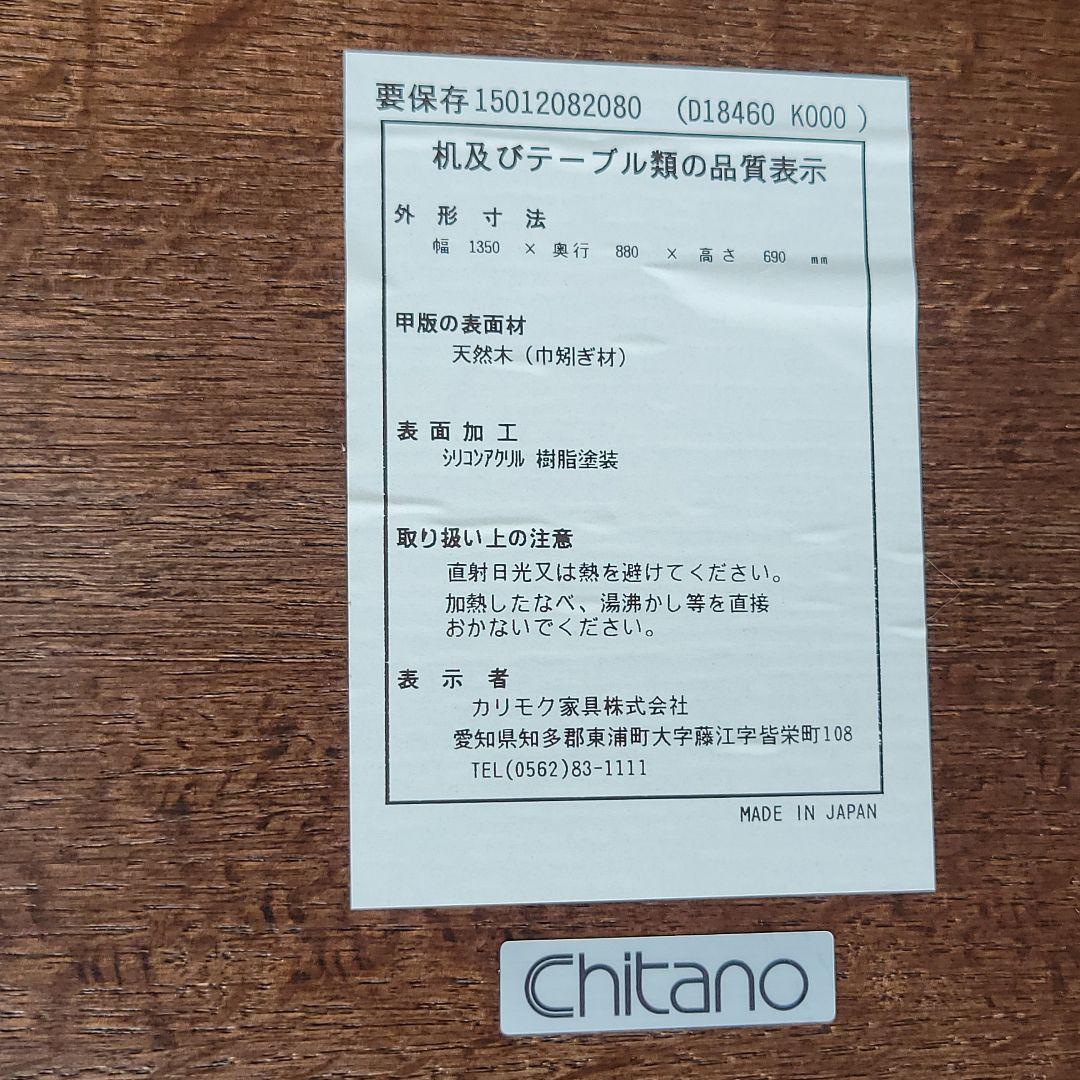 要保存15012082080 (D18460 K000 )
机及びテーブル類の品質表示
外形寸法
幅 1350 × 奥行 880 × 高さ 690 mm
甲版の表面材
天然木（巾矧ぎ材）
表面加工
ｼﾘｺﾝｱｸﾘﾙ 樹脂塗装
取り扱い上の注意
直射日光又は熱を避けてください。
加熱したなべ、湯沸かし等を直接
おかないでください。
表示者
カリモク家具株式会社
愛知県知多郡東浦町大字藤江字皆栄町108
TEL(0562)83-1111
MADE IN JAPAN
Chitano